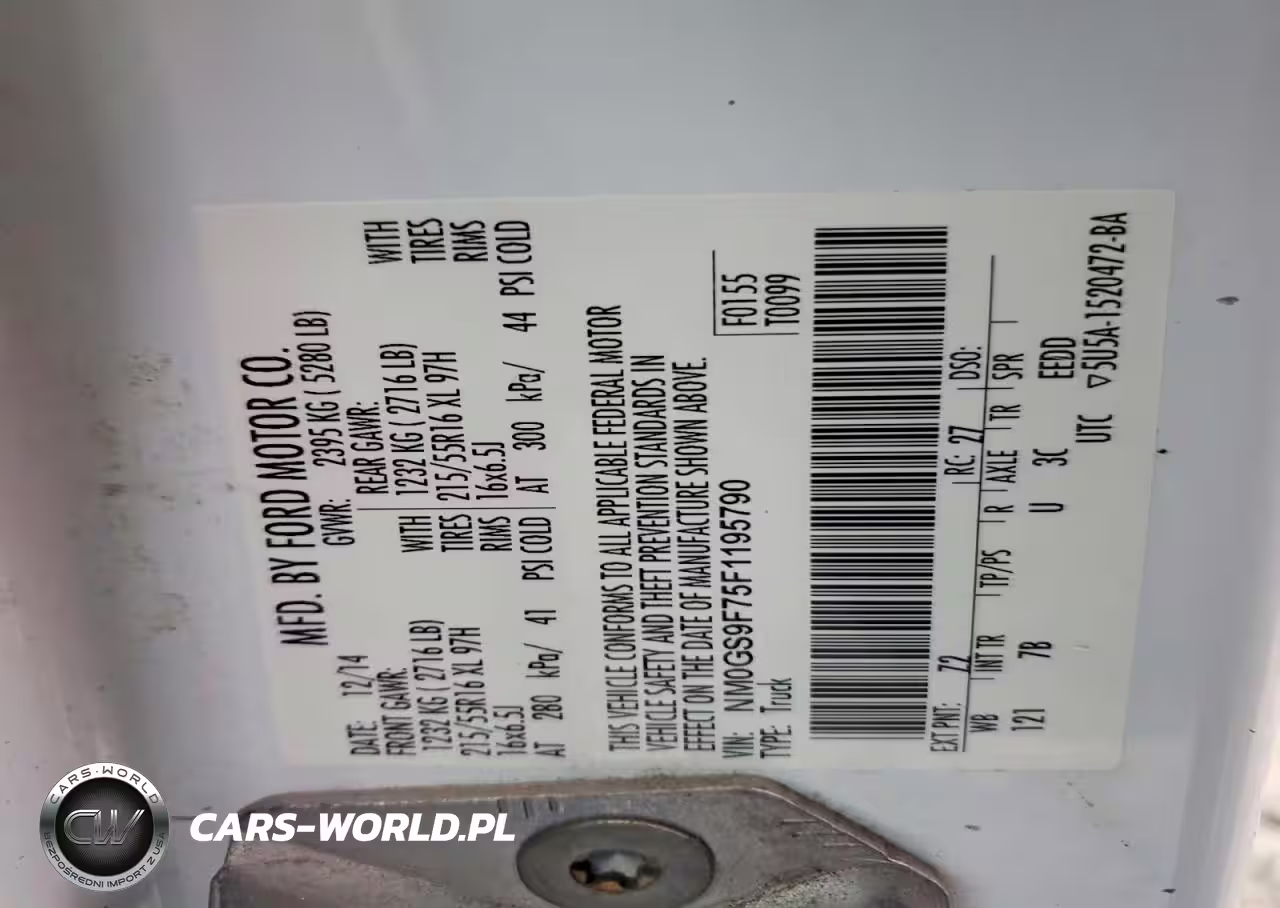 MFD. BY FORD MOTOR CO.
DATE: 12/14 GVWR: 2395 KG ( 5280 LB)
FRONT GAWR: REAR GAWR:
1232 KG ( 2716 LB) WITH 1232 KG ( 2716 LB) WITH
215/55R16 XL 97H TIRES 215/55R16 XL 97H TIRES
16x6.5J RIMS 16x6.5J RIMS
AT 280 kPa/ 41 PSI COLD AT 300 kPa/ 44 PSI COLD
THIS VEHICLE CONFORMS TO ALL APPLICABLE FEDERAL MOTOR
VEHICLE SAFETY AND THEFT PREVENTION STANDARDS IN
EFFECT ON THE DATE OF MANUFACTURE SHOWN ABOVE.
VIN: NM0GS9F75F1195790 F0155
TYPE: Truck T0099
EXT PNT: Z2 RC: 27 DSO:
WB INT TR TP/PS R AXLE TR SPR
121 7B U 3C EEDD
UTC ▽5U5A-1520472-BA
CARS-WORLD
CW
BEZPOŚREDNI IMPORT Z USA
CARS-WORLD.PL